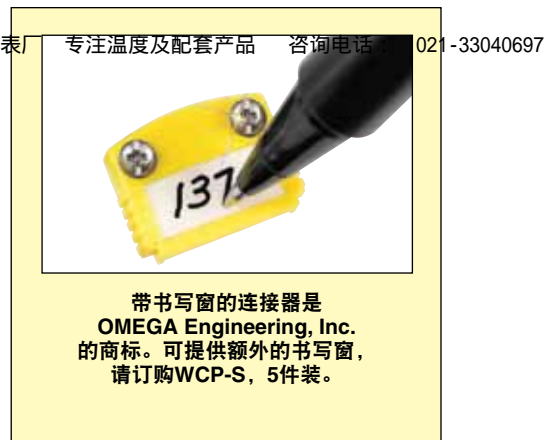 表厂 专注温度及配套产品 咨询电话: 021-33040697
137
带书写窗的连接器是
OMEGA Engineering, Inc.
的商标。可提供额外的书写窗,
请订购WCP-S,5件装。